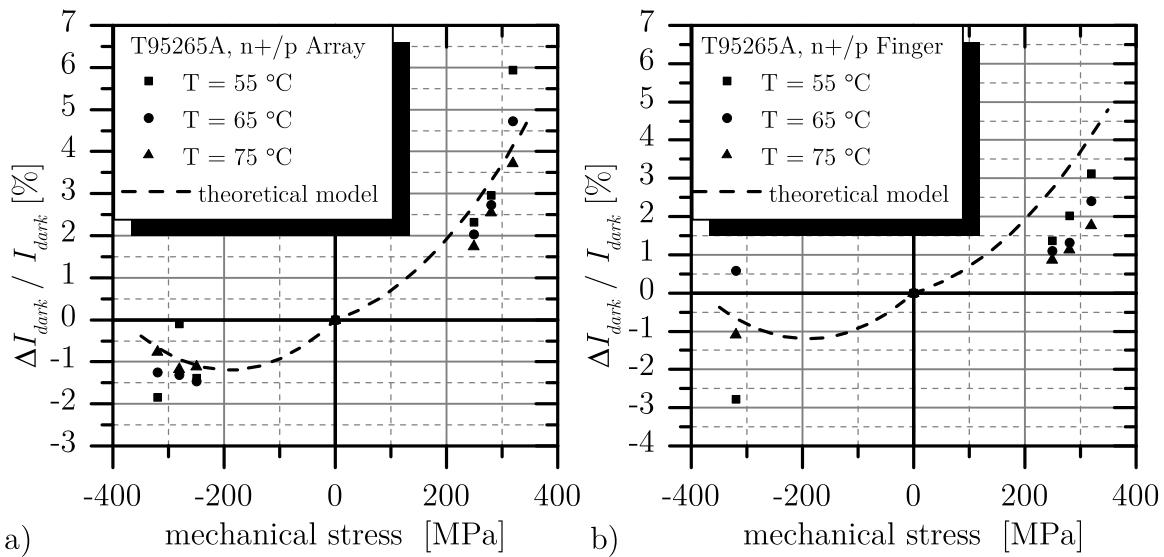 7
6
5
4
3
2
1
0
-1
-2
-3
ΔI_dark / I_dark [%]
T95265A, n+/p Array
T = 55 °C
T = 65 °C
T = 75 °C
theoretical model
-400 -200 0 200 400
mechanical stress [MPa]
a)
7
6
5
4
3
2
1
0
-1
-2
-3
-4
ΔI_dark / I_dark [%]
T95265A, n+/p Finger
T = 55 °C
T = 65 °C
T = 75 °C
theoretical model
-400 -200 0 200 400
mechanical stress [MPa]
b)